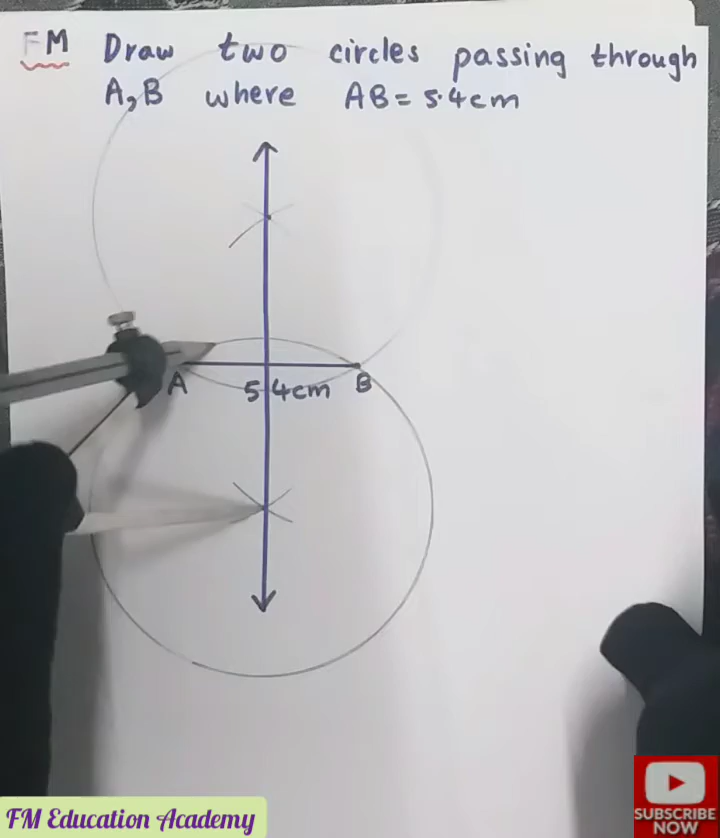 FM Draw two circles passing through
A,B where AB = 5.4cm
A 5.4cm B
FM Education Academy
SUBSCRIBE
NOW